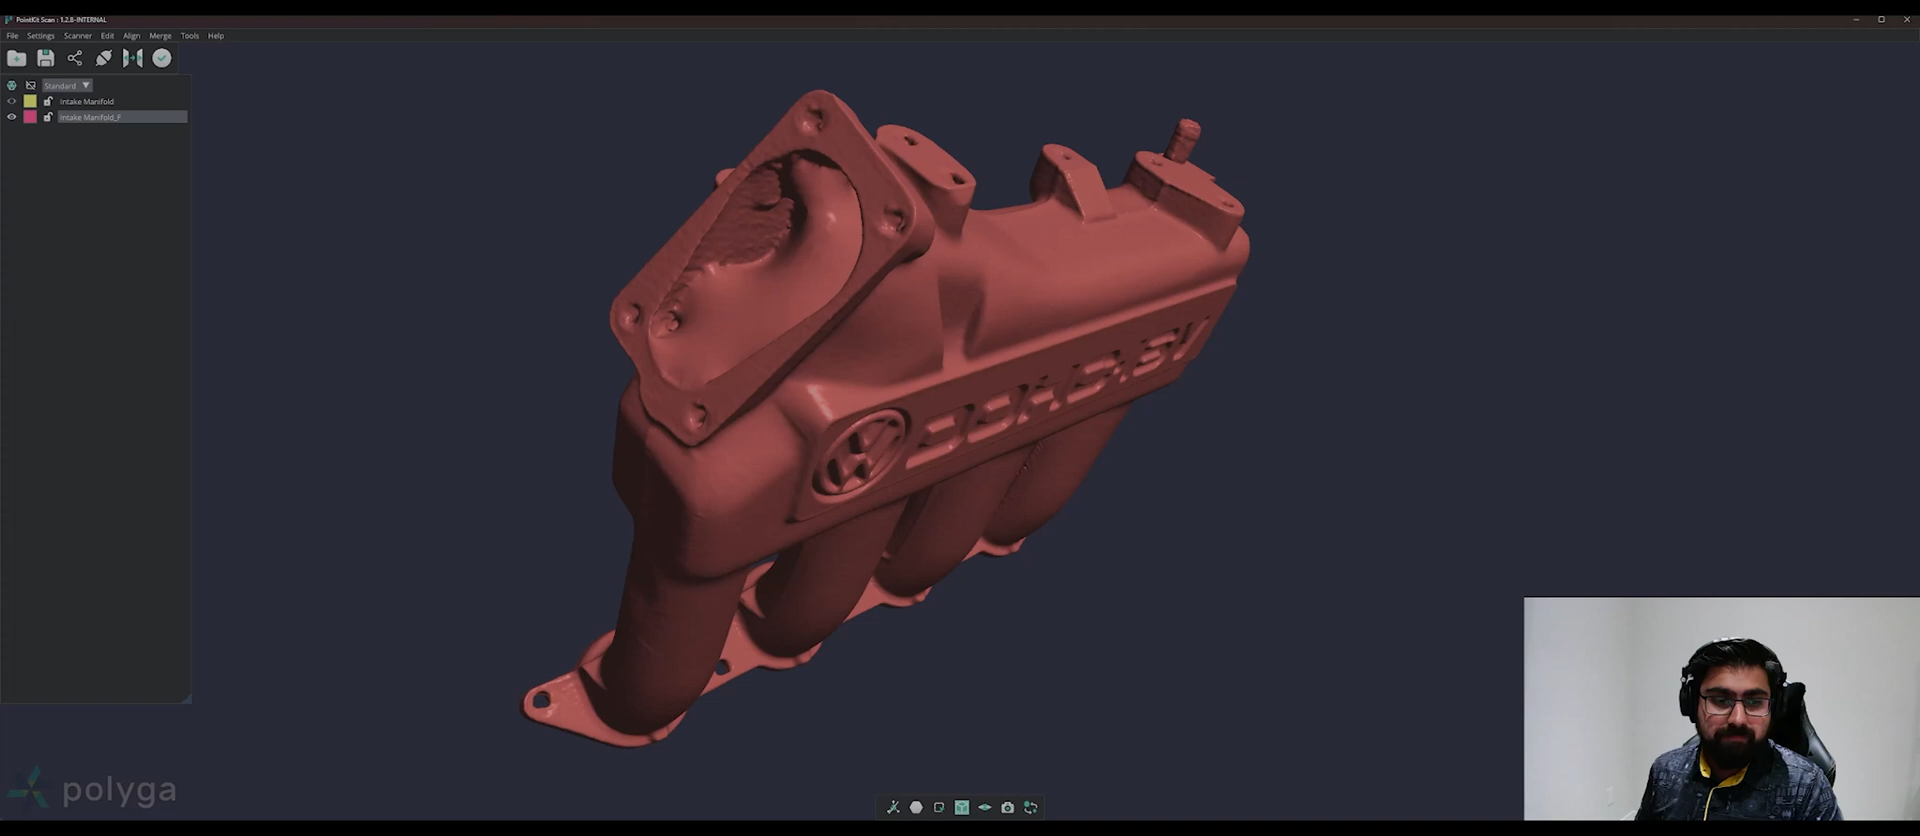 PointKit Scan : 1.2.8-INTERNAL
File Settings Scanner Edit Align Merge Tools Help
Standard
Intake Manifold
Intake Manifold_F
polyga